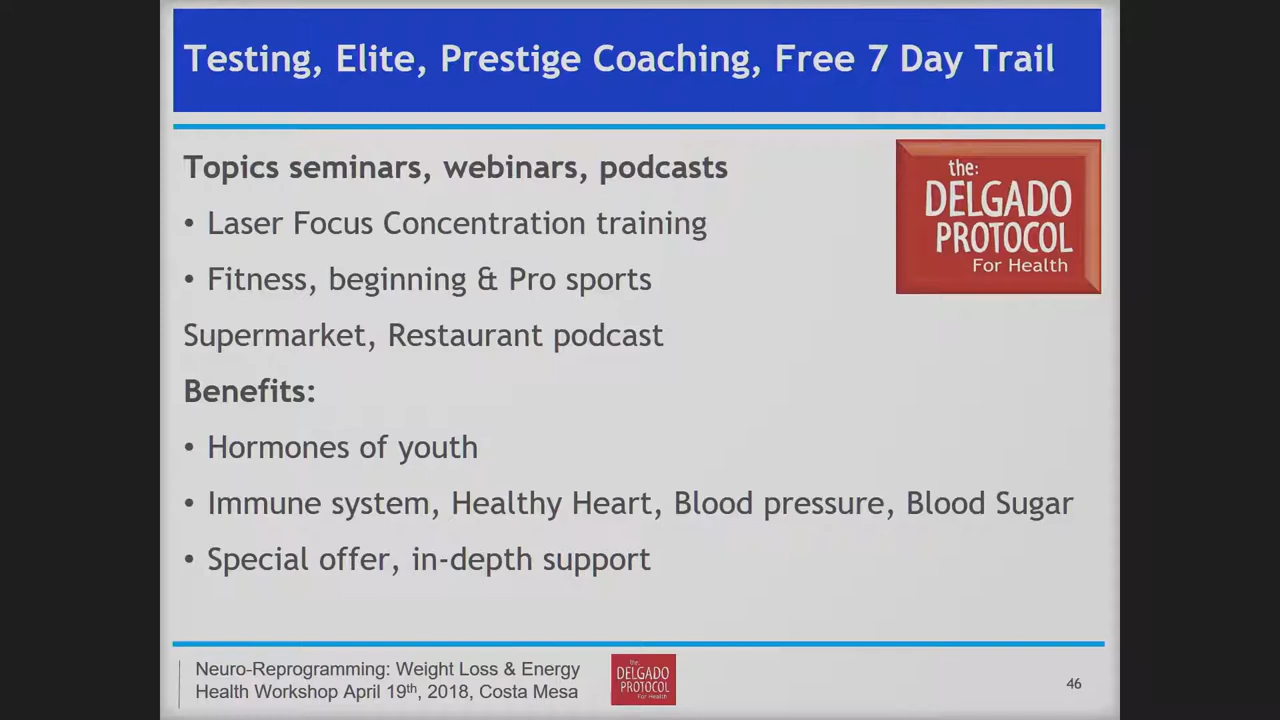 Testing, Elite, Prestige Coaching, Free 7 Day Trail
Topics seminars, webinars, podcasts
• Laser Focus Concentration training
• Fitness, beginning & Pro sports
Supermarket, Restaurant podcast
Benefits:
• Hormones of youth
• Immune system, Healthy Heart, Blood pressure, Blood Sugar
• Special offer, in-depth support
the:
DELGADO
PROTOCOL
For Health
Neuro-Reprogramming: Weight Loss & Energy
Health Workshop April 19th, 2018, Costa Mesa
the:
DELGADO
PROTOCOL
For Health
46